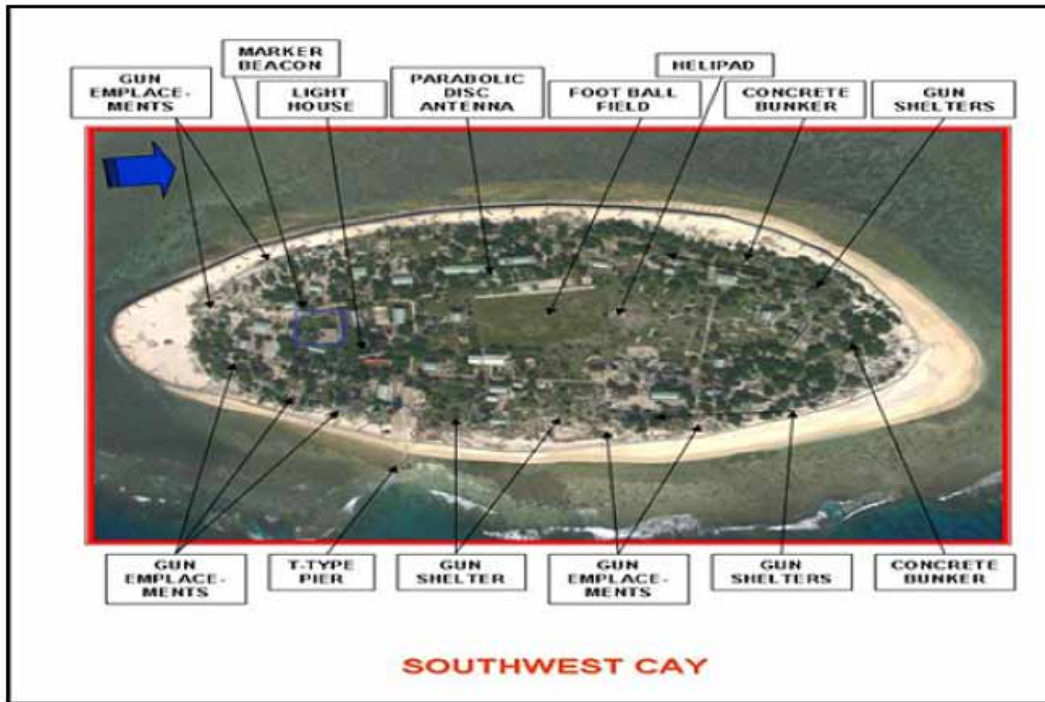 MARKER
BEACON
HELIPAD
GUN
EMPLACE-
MENTS
LIGHT
HOUSE
PARABOLIC
DISC
ANTENNA
FOOT BALL
FIELD
CONCRETE
BUNKER
GUN
SHELTERS
GUN
EMPLACE-
MENTS
T-TYPE
PIER
GUN
SHELTER
GUN
EMPLACE-
MENTS
GUN
SHELTERS
CONCRETE
BUNKER
SOUTHWEST CAY